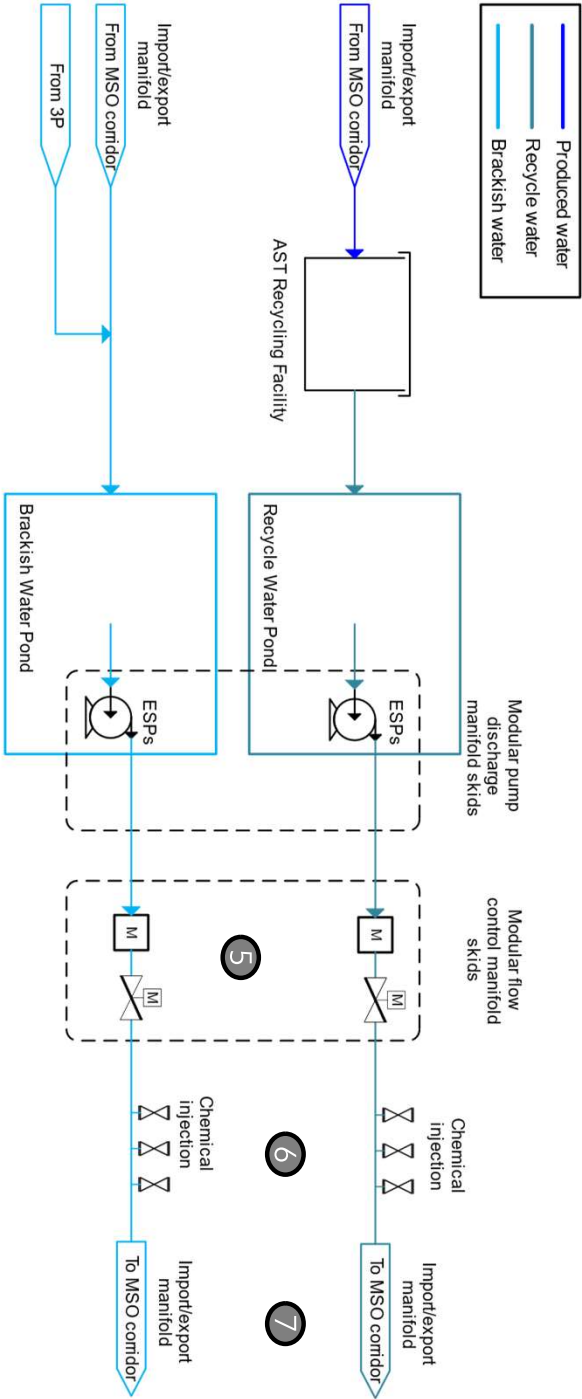 Produced water
Recycle water
Brackish water
Import/export
manifold
From MSO corridor
AST Recycling Facility
Recycle Water Pond
ESPs
Modular pump
discharge
manifold skids
Modular flow
control manifold
skids
M
M
Chemical
injection
Import/export
manifold
To MSO corridor
5
6
7
Import/export
manifold
From MSO corridor
From 3P
Brackish Water Pond
ESPs
M
M
Chemical
injection
Import/export
manifold
To MSO corridor